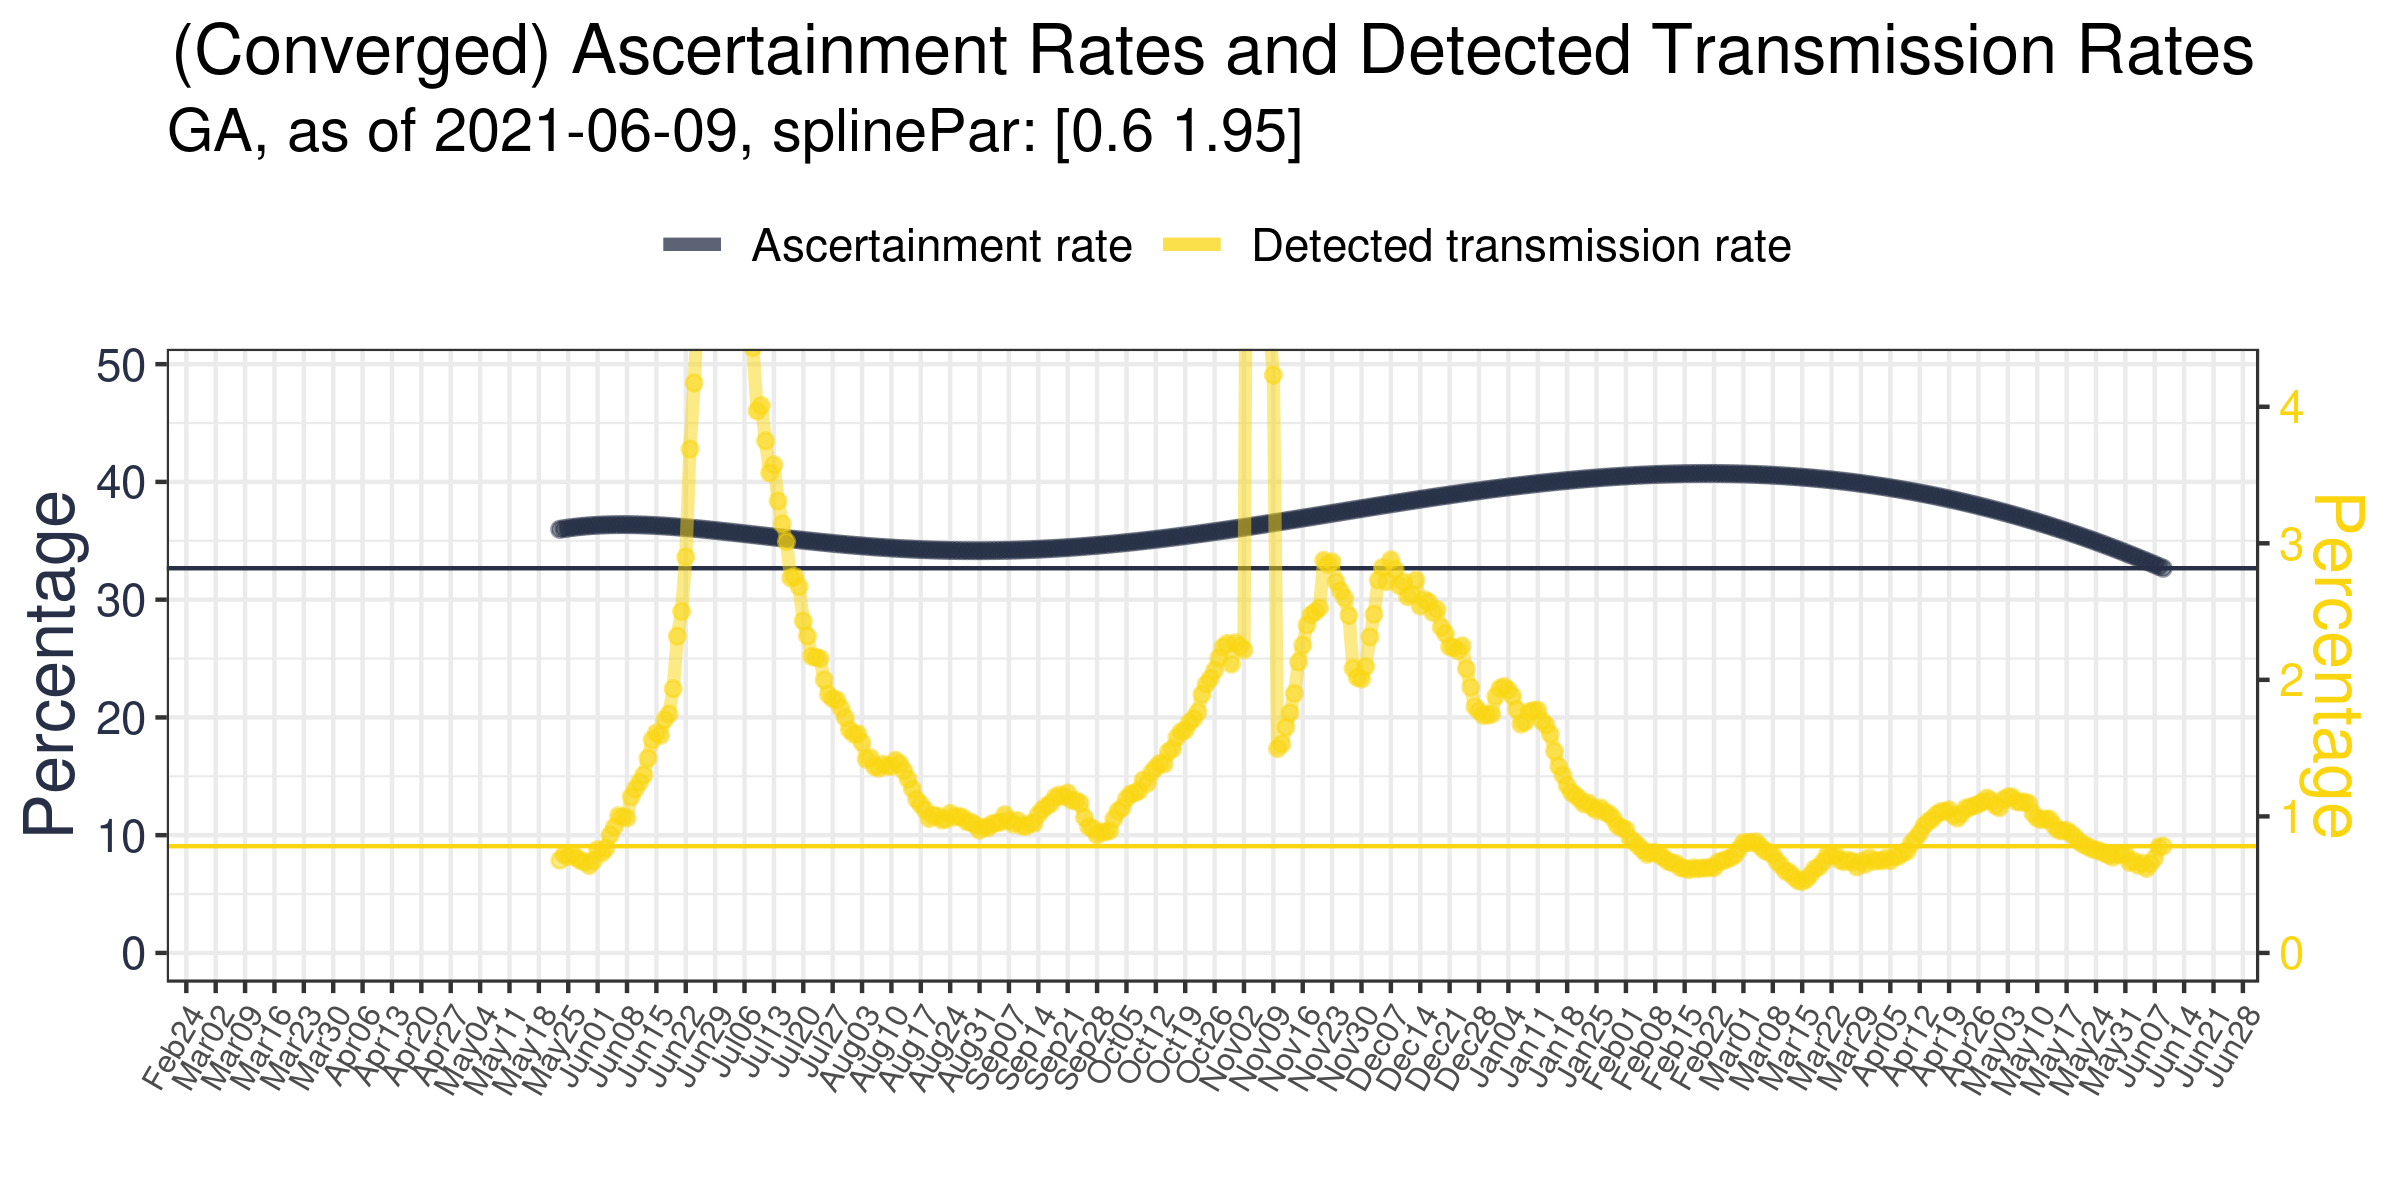 (Converged) Ascertainment Rates and Detected Transmission Rates
GA, as of 2021-06-09, splinePar: [0.6 1.95]
Ascertainment rate Detected transmission rate
Percentage
50
40
30
20
10
0
4
3
2
1
0
Percentage
Feb24
Mar02
Mar09
Mar16
Mar23
Mar30
Apr06
Apr13
Apr20
Apr27
May04
May11
May18
May25
Jun01
Jun08
Jun15
Jun22
Jun29
Jul06
Jul13
Jul20
Jul27
Aug03
Aug10
Aug17
Aug24
Aug31
Sep07
Sep14
Sep21
Sep28
Oct05
Oct12
Oct19
Oct26
Nov02
Nov09
Nov16
Nov23
Nov30
Dec07
Dec14
Dec21
Dec28
Jan04
Jan11
Jan18
Jan25
Feb01
Feb08
Feb15
Feb22
Mar01
Mar08
Mar15
Mar22
Mar29
Apr05
Apr12
Apr19
Apr26
May03
May10
May17
May24
May31
Jun07
Jun14
Jun21
Jun28